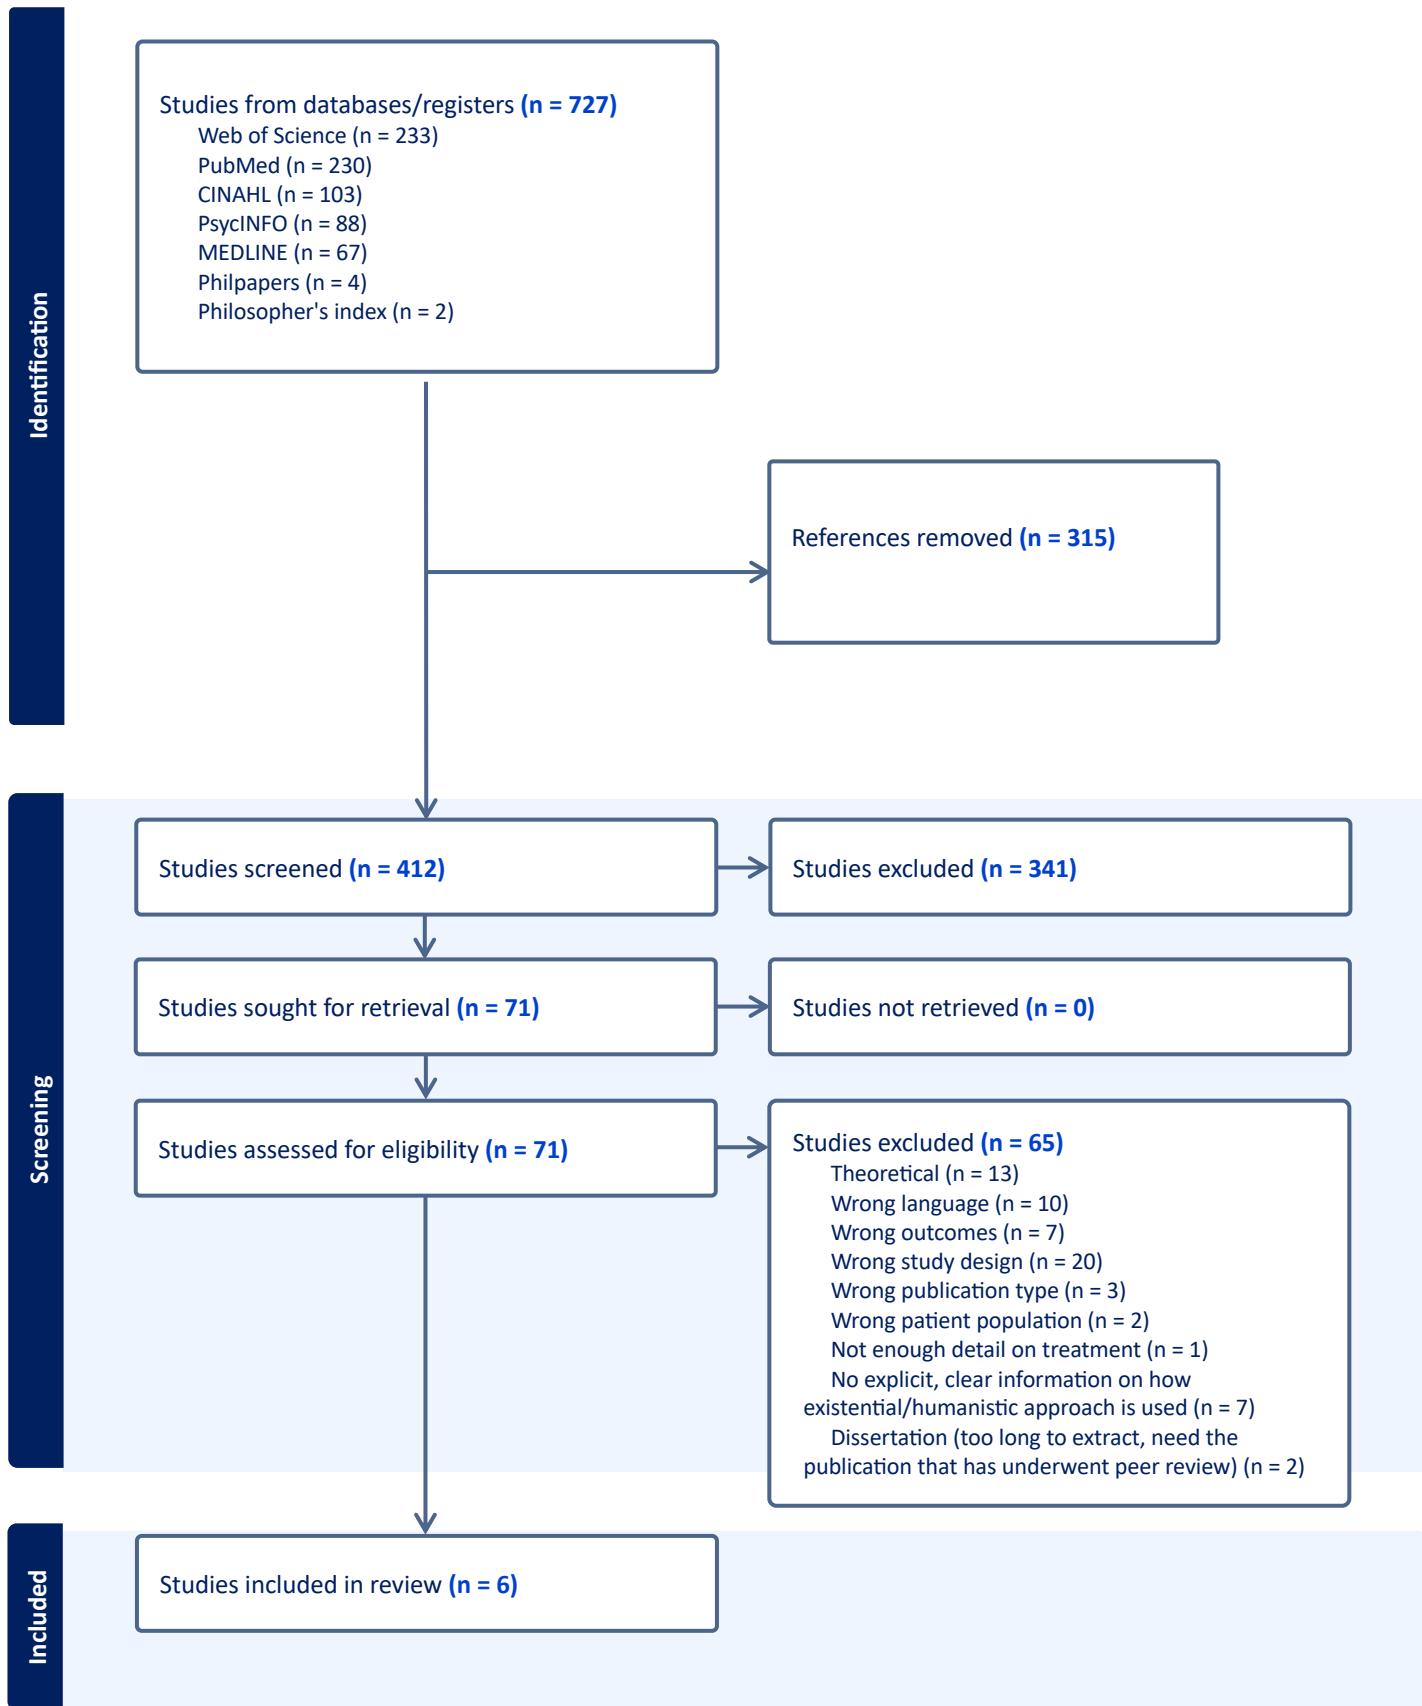 Identification
Studies from databases/registers (n = 727)
Web of Science (n = 233)
PubMed (n = 230)
CINAHL (n = 103)
PsycINFO (n = 88)
MEDLINE (n = 67)
Philpapers (n = 4)
Philosopher's index (n = 2)
References removed (n = 315)
Screening
Studies screened (n = 412)
Studies excluded (n = 341)
Studies sought for retrieval (n = 71)
Studies not retrieved (n = 0)
Studies assessed for eligibility (n = 71)
Studies excluded (n = 65)
Theoretical (n = 13)
Wrong language (n = 10)
Wrong outcomes (n = 7)
Wrong study design (n = 20)
Wrong publication type (n = 3)
Wrong patient population (n = 2)
Not enough detail on treatment (n = 1)
No explicit, clear information on how
existential/humanistic approach is used (n = 7)
Dissertation (too long to extract, need the
publication that has underwent peer review) (n = 2)
Included
Studies included in review (n = 6)